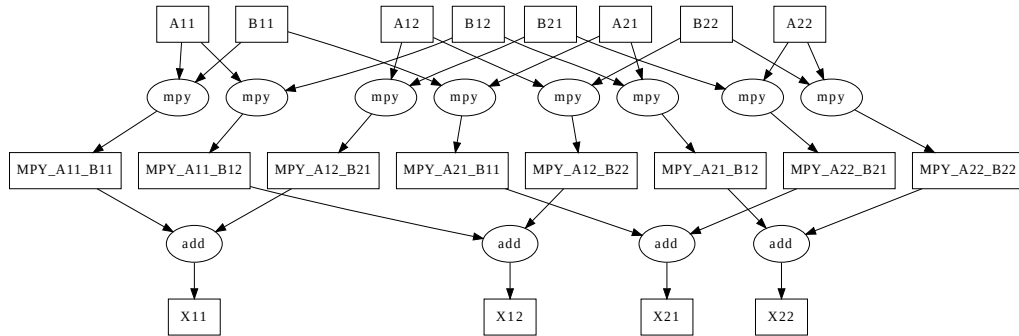 A11 B11 A12 B12 B21 A21 B22 A22
mpy mpy mpy mpy mpy mpy mpy mpy
MPY_A11_B11 MPY_A11_B12 MPY_A12_B21 MPY_A21_B11 MPY_A12_B22 MPY_A21_B12 MPY_A22_B21 MPY_A22_B22
add add add add
X11 X12 X21 X22